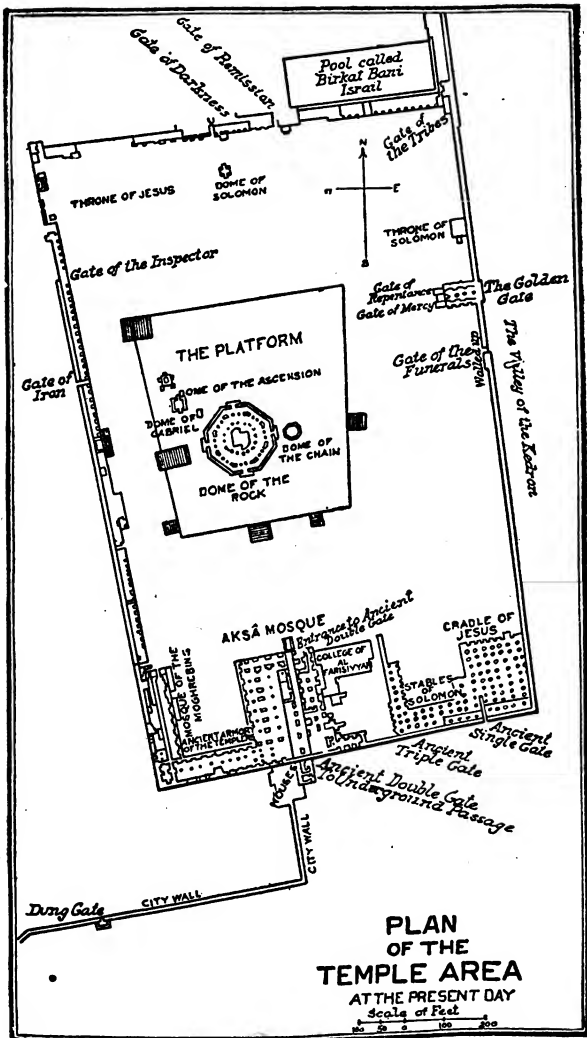 Gate of Remission
Gate of Darkness
Pool called
Birkat Bani
Israil
Gate of
the Tribes
N
E
S
THRONE OF JESUS
DOME OF
SOLOMON
THRONE OF
SOLOMON
Gate of the Inspector
Gate of
Repentance
Gate of Mercy
The Golden
Gate
Gate of the
Funerals
Walled up
The Valley of the Kedron
THE PLATFORM
Gate of
Iron
DOME OF THE ASCENSION
DOME OF
GABRIEL
DOME OF
THE CHAIN
DOME OF THE
ROCK
AKSÂ MOSQUE
Entrance to Ancient
Double Gate
COLLEGE OF
AL
FARISIYYAH
CRADLE OF
JESUS
STABLES
OF
SOLOMON
MOSQUE OF THE
MOGHREBINS
ANCIENT ARMORY
OF THE TEMPLE
Ancient
Single Gate
Ancient
Triple Gate
Ancient Double Gate
To Underground Passage
HOUSES
CITY WALL
CITY WALL
Dung Gate
PLAN
OF THE
TEMPLE AREA
AT THE PRESENT DAY
Scale of Feet
100 50 0 100 200